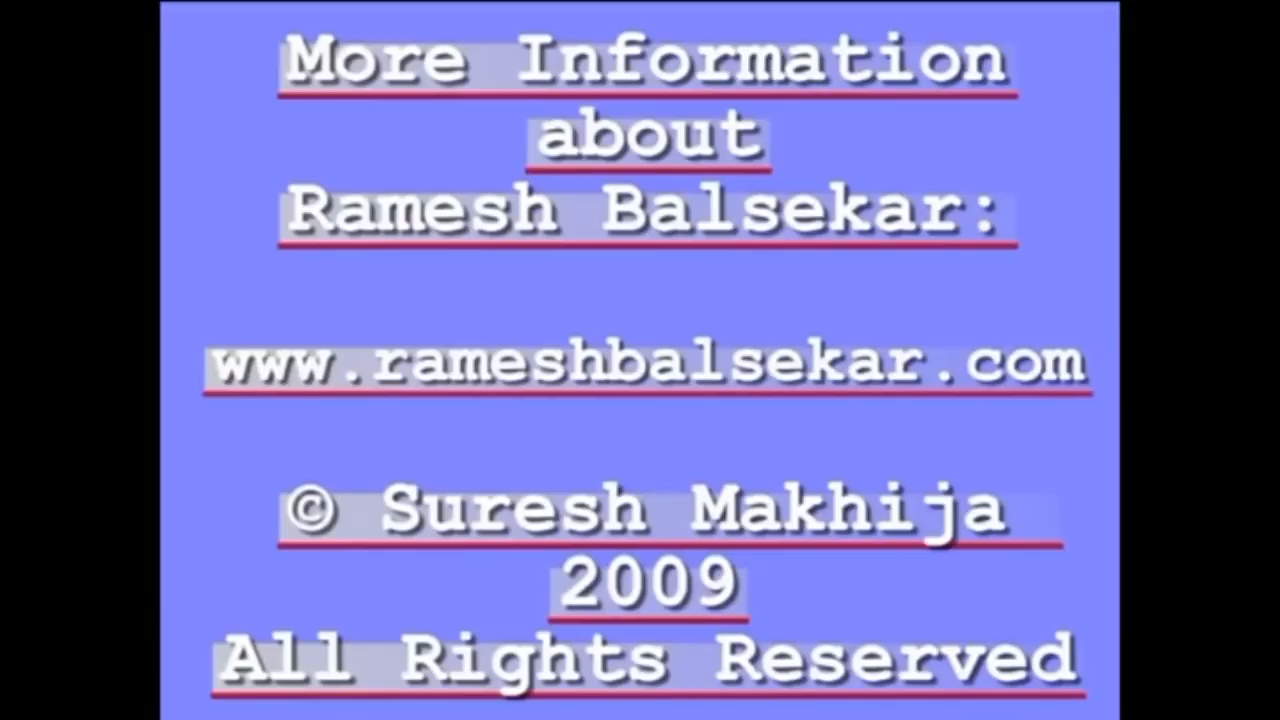 More Information
about
Ramesh Balsekar:
www.rameshbalsekar.com
© Suresh Makhija
2009
All Rights Reserved